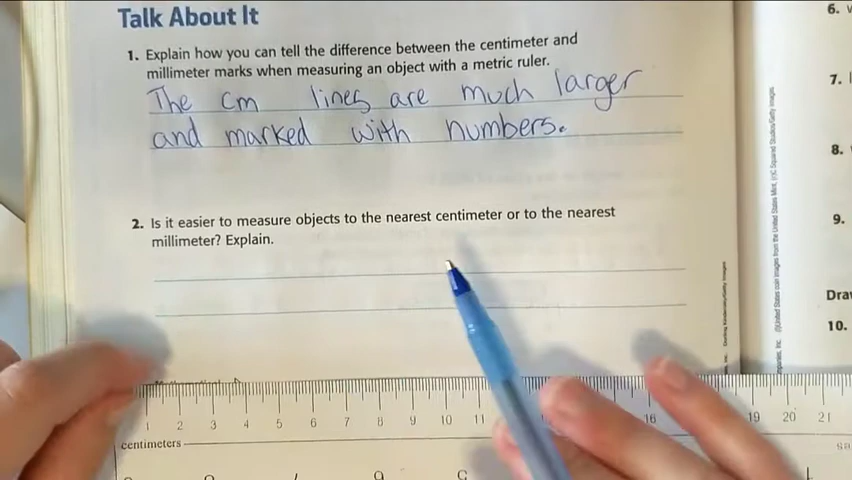 Talk About It
1. Explain how you can tell the difference between the centimeter and
millimeter marks when measuring an object with a metric ruler.
The cm lines are much larger
and marked with numbers.
2. Is it easier to measure objects to the nearest centimeter or to the nearest
millimeter? Explain.
6.
7.
8.
9.
Dra
10.
1 2 3 4 5 6 7 8 9 10 11 16 19 20 21
centimeters